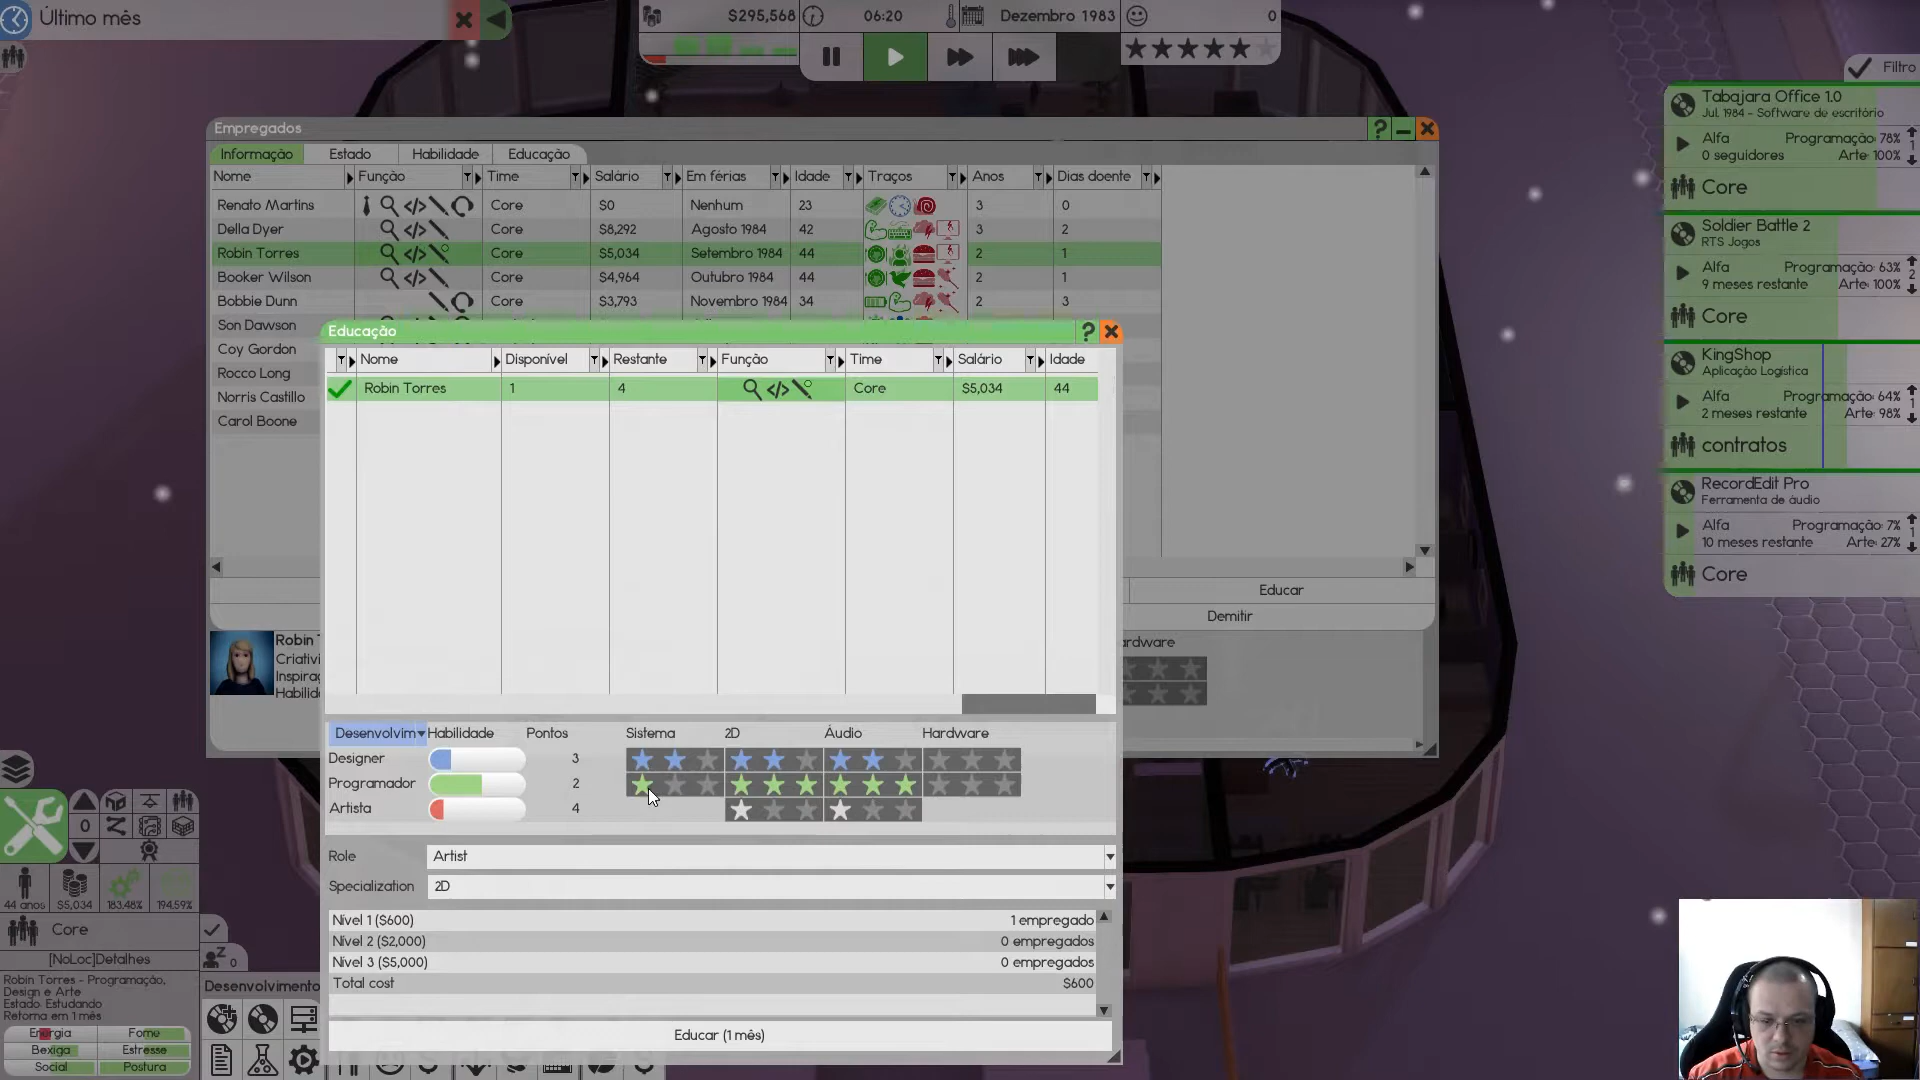 Último mês
$295,568
06:20
Dezembro 1983
0
Filtro
Tabajara Office 1.0
Jul. 1984 - Software de escritório
Alfa Programação: 78%
0 seguidores Arte: 100%
1
Core
Soldier Battle 2
RTS Jogos
Alfa Programação: 63%
9 meses restante Arte: 100%
2
Core
KingShop
Aplicação Logística
Alfa Programação: 64%
2 meses restante Arte: 98%
1
contratos
RecordEdit Pro
Ferramenta de áudio
Alfa Programação: 7%
10 meses restante Arte: 27%
1
Core
Empregados
?
Informação Estado Habilidade Educação
Nome Função Time Salário Em férias Idade Traços Anos Dias doente
Renato Martins Core $0 Nenhum 23 3 0
Della Dyer Core $8,292 Agosto 1984 42 3 2
Robin Torres Core $5,034 Setembro 1984 44 2 1
Booker Wilson Core $4,964 Outubro 1984 44 2 1
Bobbie Dunn Core $3,793 Novembro 1984 34 2 3
Son Dawson
Coy Gordon
Rocco Long
Norris Castillo
Carol Boone
Educar
Demitir
Robin T
Criativi
Inspiraç
Habilid
ardware
Educação
?
Nome Disponível Restante Função Time Salário Idade
Robin Torres 1 4 Core $5,034 44
Desenvolvim Habilidade Pontos Sistema 2D Áudio Hardware
Designer 3
Programador 2
Artista 4
Role Artist
Specialization 2D
Nível 1 ($600) 1 empregado
Nível 2 ($2,000) 0 empregados
Nível 3 ($5,000) 0 empregados
Total cost $600
Educar (1 mês)
0
44 anos $5,034 183.48% 194.59%
Core
0
[NoLoc]Detalhes
Robin Torres - Programação,
Design e Arte
Estado: Estudando
Retorna em 1 mês
Energia Fome
Bexiga Estresse
Social Postura
Desenvolvimento